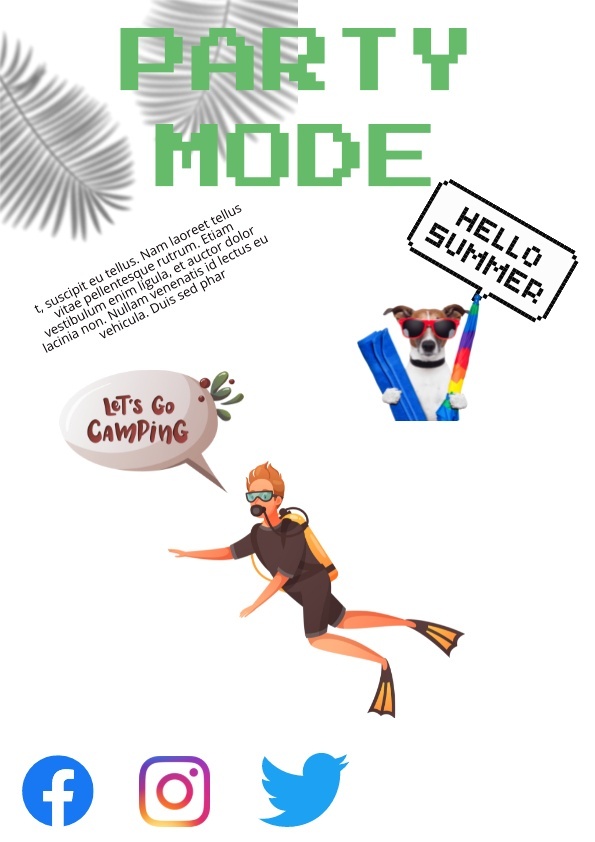 PARTY
MODE
HELLO
SUMMER
t, suscipit eu tellus. Nam laoreet tellus
vitae pellentesque rutrum. Etiam
vestibulum enim ligula, et auctor dolor
lacinia non. Nullam venenatis id lectus eu
vehicula. Duis sed phar
LET'S GO
CAMPING